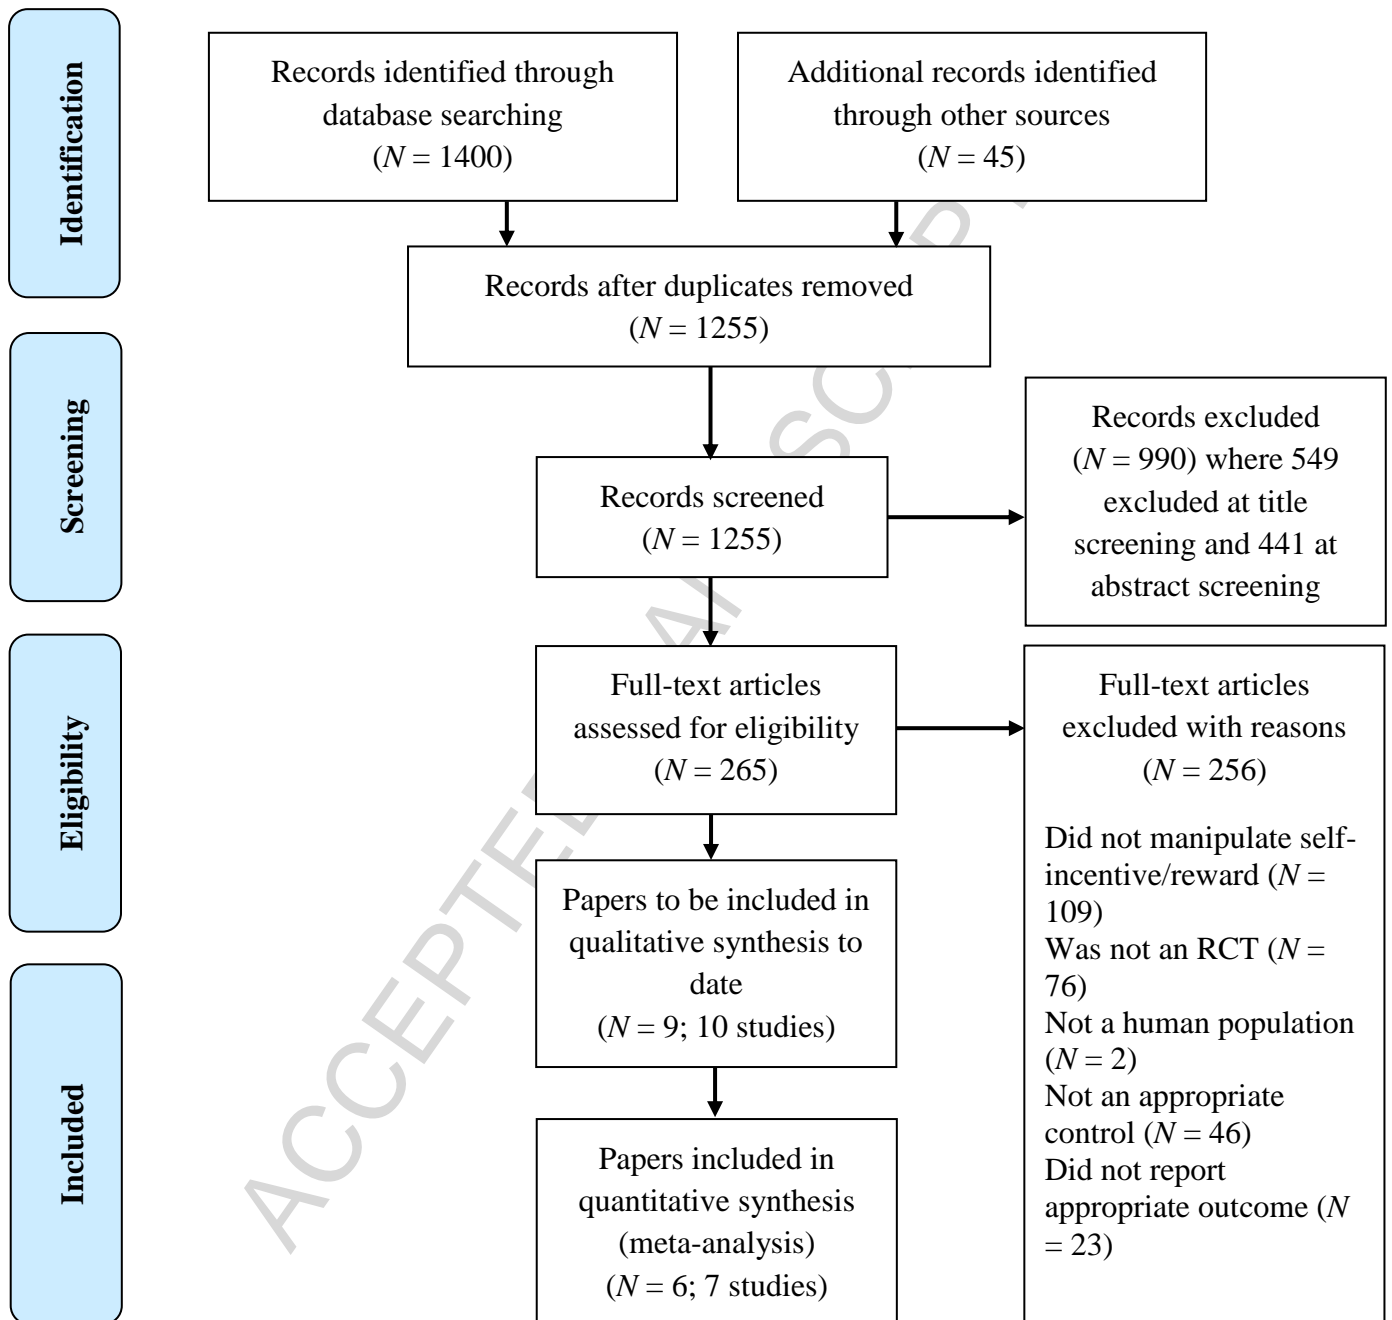 Identification
Records identified through
database searching
(N = 1400)
Additional records identified
through other sources
(N = 45)
Records after duplicates removed
(N = 1255)
Screening
Records screened
(N = 1255)
Records excluded
(N = 990) where 549
excluded at title
screening and 441 at
abstract screening
Eligibility
Full-text articles
assessed for eligibility
(N = 265)
Full-text articles
excluded with reasons
(N = 256)
Did not manipulate self-
incentive/reward (N =
109)
Was not an RCT (N =
76)
Not a human population
(N = 2)
Not an appropriate
control (N = 46)
Did not report
appropriate outcome (N
= 23)
Papers to be included in
qualitative synthesis to
date
(N = 9; 10 studies)
Included
Papers included in
quantitative synthesis
(meta-analysis)
(N = 6; 7 studies)
ACCEPTED